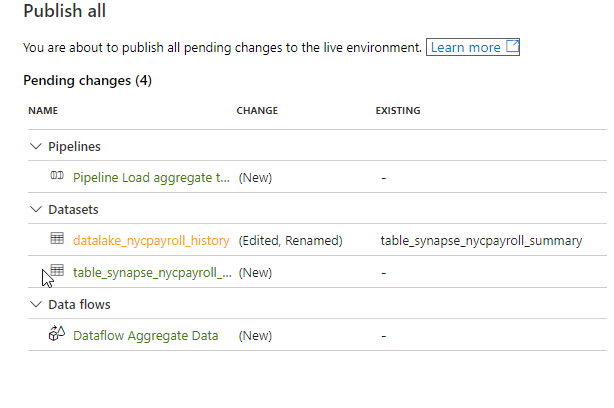 Publish all
You are about to publish all pending changes to the live environment. Learn more
Pending changes (4)
NAME CHANGE EXISTING
Pipelines
Pipeline Load aggregate t... (New) -
Datasets
datalake_nycpayroll_history (Edited, Renamed) table_synapse_nycpayroll_summary
table_synapse_nycpayroll_... (New) -
Data flows
Dataflow Aggregate Data (New) -